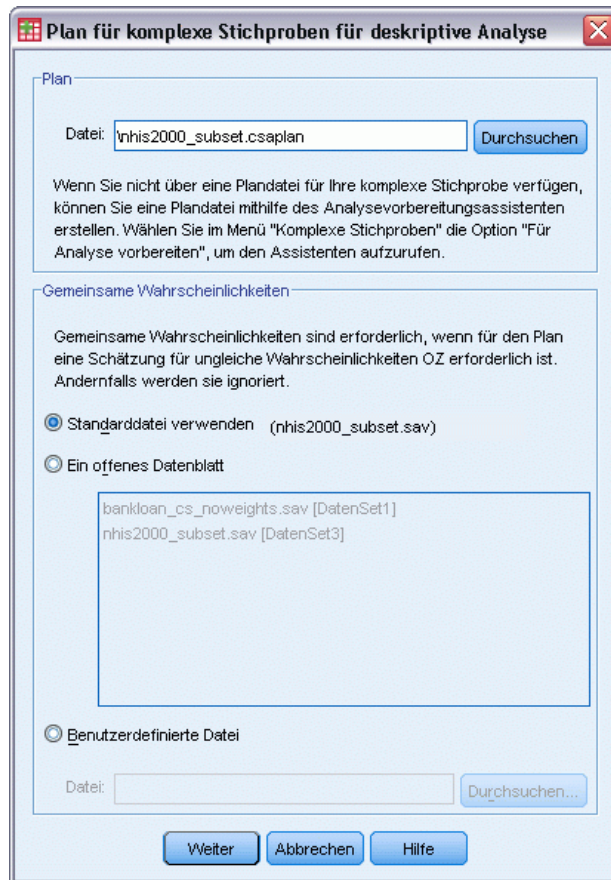 Plan für komplexe Stichproben für deskriptive Analyse
Plan
Datei: \nhis2000_subset.csaplan Durchsuchen
Wenn Sie nicht über eine Plandatei für Ihre komplexe Stichprobe verfügen,
können Sie eine Plandatei mithilfe des Analysevorbereitungsassistenten
erstellen. Wählen Sie im Menü "Komplexe Stichproben" die Option "Für
Analyse vorbereiten", um den Assistenten aufzurufen.
Gemeinsame Wahrscheinlichkeiten
Gemeinsame Wahrscheinlichkeiten sind erforderlich, wenn für den Plan
eine Schätzung für ungleiche Wahrscheinlichkeiten OZ erforderlich ist.
Andernfalls werden sie ignoriert.
Standarddatei verwenden (nhis2000_subset.sav)
Ein offenes Datenblatt
bankloan_cs_noweights.sav [DatenSet1]
nhis2000_subset.sav [DatenSet3]
Benutzerdefinierte Datei
Datei: Durchsuchen...
Weiter Abbrechen Hilfe